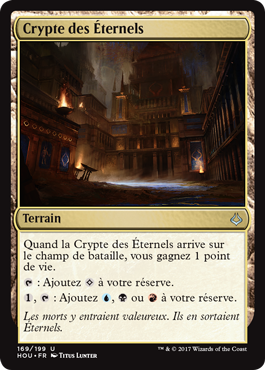 Crypte des Éternels
Terrain
Quand la Crypte des Éternels arrive sur
le champ de bataille, vous gagnez 1 point
de vie.
: Ajoutez à votre réserve.
1, : Ajoutez , ou à votre réserve.
Les morts y entraient valeureux. Ils en sortaient
Éternels.
169/199 U
HOU • FR Titus Lunter
™ & © 2017 Wizards of the Coast